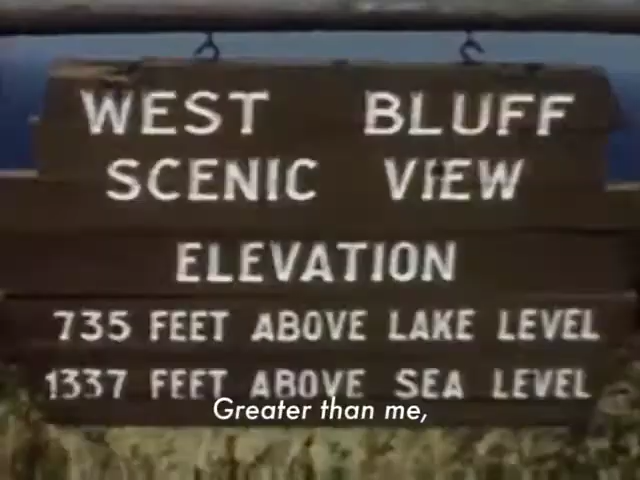 WEST BLUFF
SCENIC VIEW
ELEVATION
735 FEET ABOVE LAKE LEVEL
1337 FEET ABOVE SEA LEVEL
Greater than me,